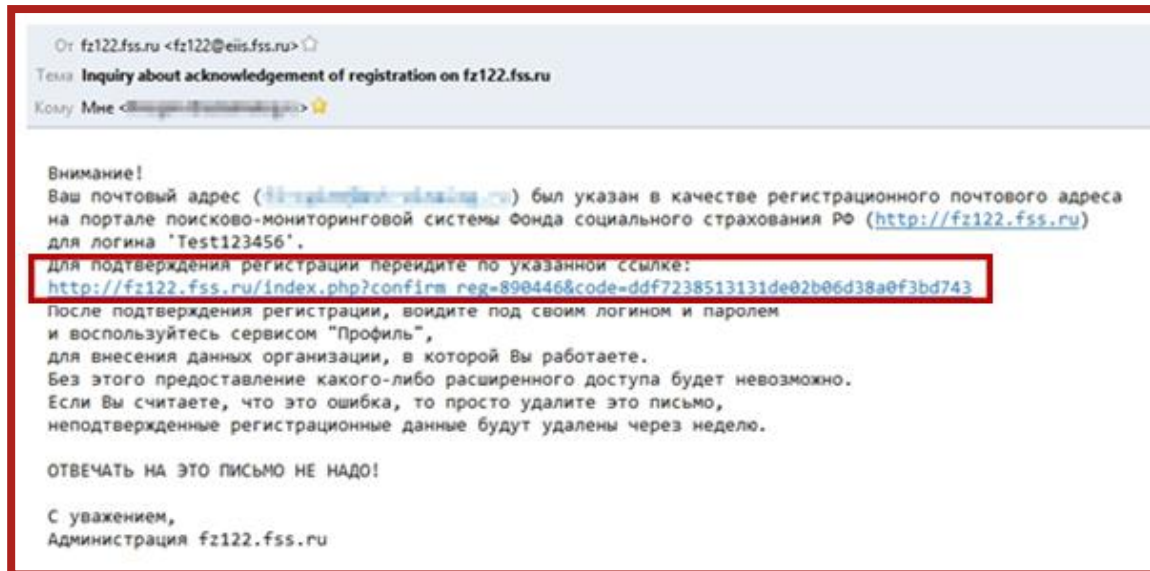 От fz122.fss.ru <fz122@eiis.fss.ru>
Тема Inquiry about acknowledgement of registration on fz122.fss.ru
Кому Мне < >
Внимание!
Ваш почтовый адрес ( ) был указан в качестве регистрационного почтового адреса
на портале поисково-мониторинговой системы Фонда социального страхования РФ (http://fz122.fss.ru)
для логина 'Test123456'.
Для подтверждения регистрации перейдите по указанной ссылке:
http://fz122.fss.ru/index.php?confirm_reg=890446&code=ddf7238513131de02b06d38a0f3bd743
После подтверждения регистрации, войдите под своим логином и паролем
и воспользуйтесь сервисом "Профиль",
для внесения данных организации, в которой Вы работаете.
Без этого предоставление какого-либо расширенного доступа будет невозможно.
Если Вы считаете, что это ошибка, то просто удалите это письмо,
неподтвержденные регистрационные данные будут удалены через неделю.
ОТВЕЧАТЬ НА ЭТО ПИСЬМО НЕ НАДО!
С уважением,
Администрация fz122.fss.ru